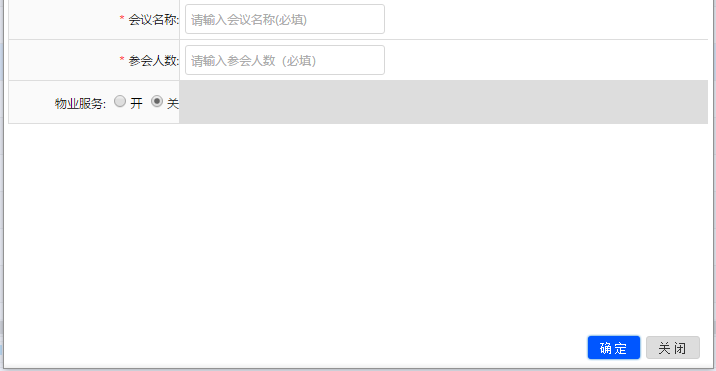 * 会议名称: 请输入会议名称(必填)
* 参会人数: 请输入参会人数（必填）
物业服务: 开 关
确定 关闭